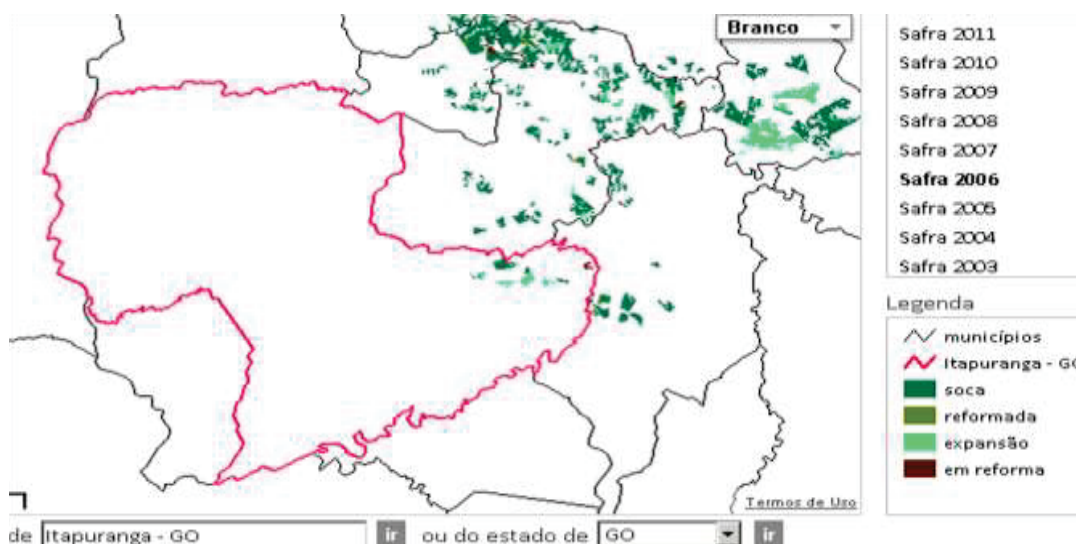 Branco
Safra 2011
Safra 2010
Safra 2009
Safra 2008
Safra 2007
Safra 2006
Safra 2005
Safra 2004
Safra 2003
Legenda
municípios
Itapuranga - GO
soca
reformada
expansão
em reforma
Termos de Uso
de Itapuranga - GO ir ou do estado de GO ir